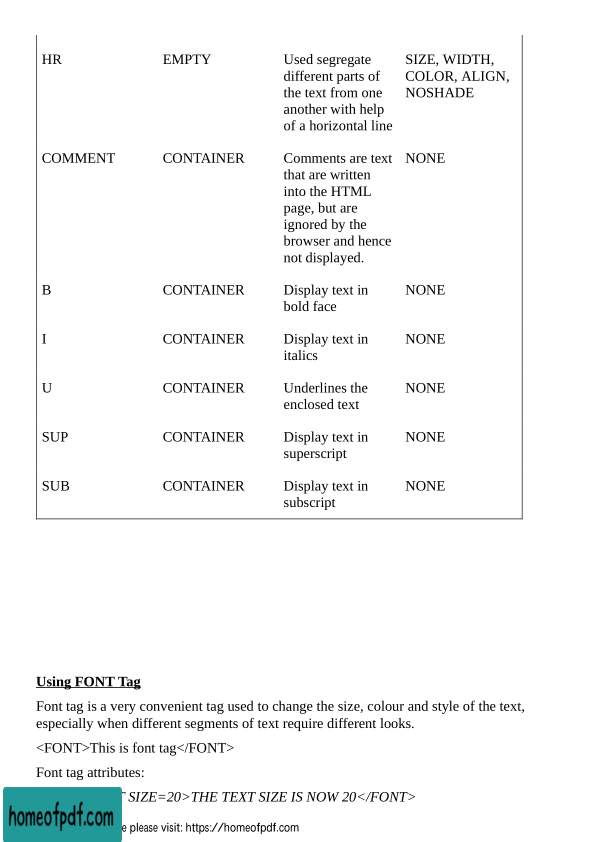 HR EMPTY Used segregate SIZE, WIDTH,
different parts of COLOR, ALIGN,
the text from one NOSHADE
another with help
of a horizontal line
COMMENT CONTAINER Comments are text NONE
that are written
into the HTML
page, but are
ignored by the
browser and hence
not displayed.
B CONTAINER Display text in NONE
bold face
I CONTAINER Display text in NONE
italics
U CONTAINER Underlines the NONE
enclosed text
SUP CONTAINER Display text in NONE
superscript
SUB CONTAINER Display text in NONE
subscript
Using FONT Tag
Font tag is a very convenient tag used to change the size, colour and style of the text,
especially when different segments of text require different looks.
<FONT>This is font tag</FONT>
Font tag attributes:
SIZE=20>THE TEXT SIZE IS NOW 20</FONT>
homeofpdf.com
please visit: https://homeofpdf.com